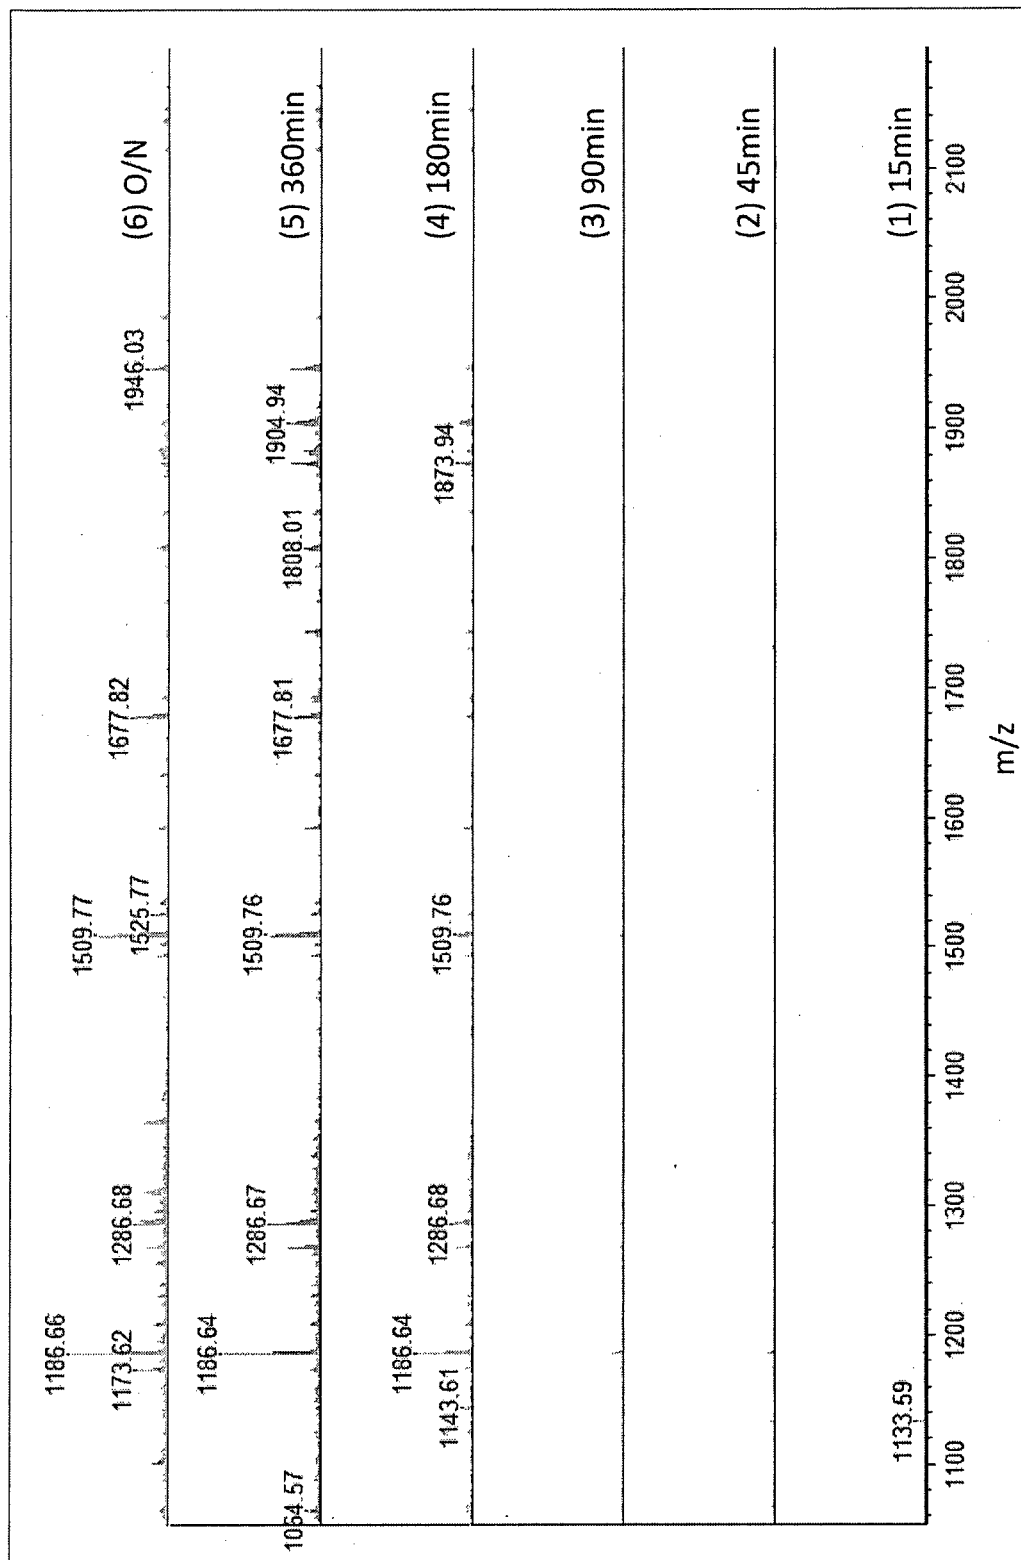 1186.66
1509.77
1173.62
1286.68
1525.77
1677.82
1946.03
(6) O/N
1186.64
1064.57
1286.67
1509.76
1677.81
1808.01
1904.94
(5) 360min
1186.64
1143.61
1286.68
1509.76
1873.94
(4) 180min
(3) 90min
(2) 45min
1133.59
(1) 15min
1100 1200 1300 1400 1500 1600 1700 1800 1900 2000 2100
m/z